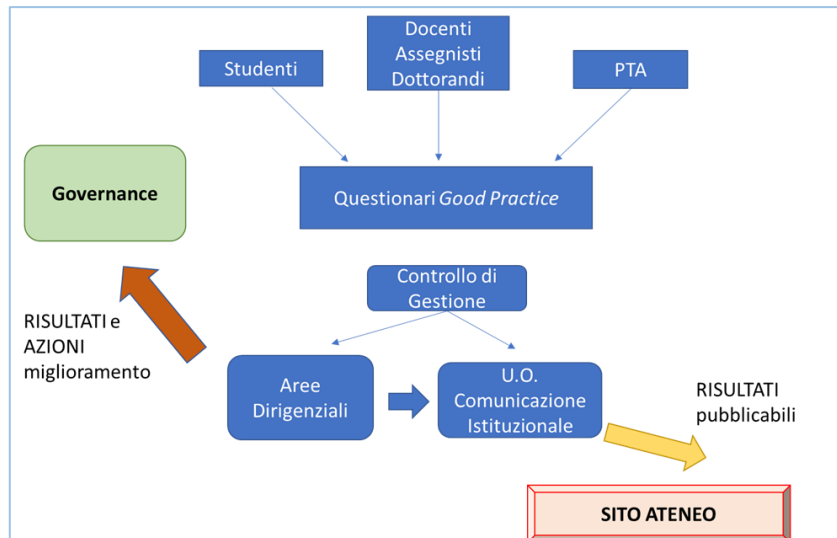 Docenti
Assegnisti
Dottorandi
Studenti
PTA
Governance
Questionari Good Practice
Controllo di
Gestione
RISULTATI e
AZIONI
miglioramento
Aree
Dirigenziali
U.O.
Comunicazione
Istituzionale
RISULTATI
pubblicabili
SITO ATENEO